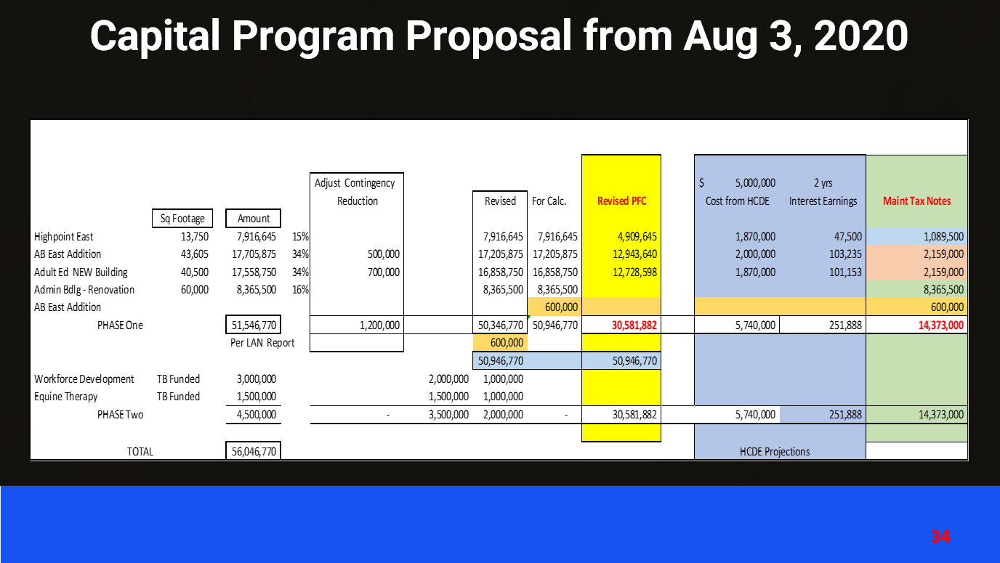 Capital Program Proposal from Aug 3, 2020
Adjust Contingency $ 5,000,000 2 yrs
Reduction Revised For Calc. Revised PFC Cost from HCDE Interest Earnings Maint Tax Notes
Sq Footage Amount
Highpoint East 13,750 7,916,645 15% 7,916,645 7,916,645 4,909,645 1,870,000 47,500 1,089,500
AB East Addition 43,605 17,705,875 34% 500,000 17,205,875 17,205,875 12,943,640 2,000,000 103,235 2,159,000
Adult Ed NEW Building 40,500 17,558,750 34% 700,000 16,858,750 16,858,750 12,728,598 1,870,000 101,153 2,159,000
Admin Bdlg - Renovation 60,000 8,365,500 16% 8,365,500 8,365,500 8,365,500
AB East Addition 600,000 600,000
PHASE One 51,546,770 1,200,000 50,346,770 50,946,770 30,581,882 5,740,000 251,888 14,373,000
Per LAN Report 600,000
50,946,770 50,946,770
Workforce Development TB Funded 3,000,000 2,000,000 1,000,000
Equine Therapy TB Funded 1,500,000 1,500,000 1,000,000
PHASE Two 4,500,000 - 3,500,000 2,000,000 - 30,581,882 5,740,000 251,888 14,373,000
TOTAL 56,046,770 HCDE Projections
34